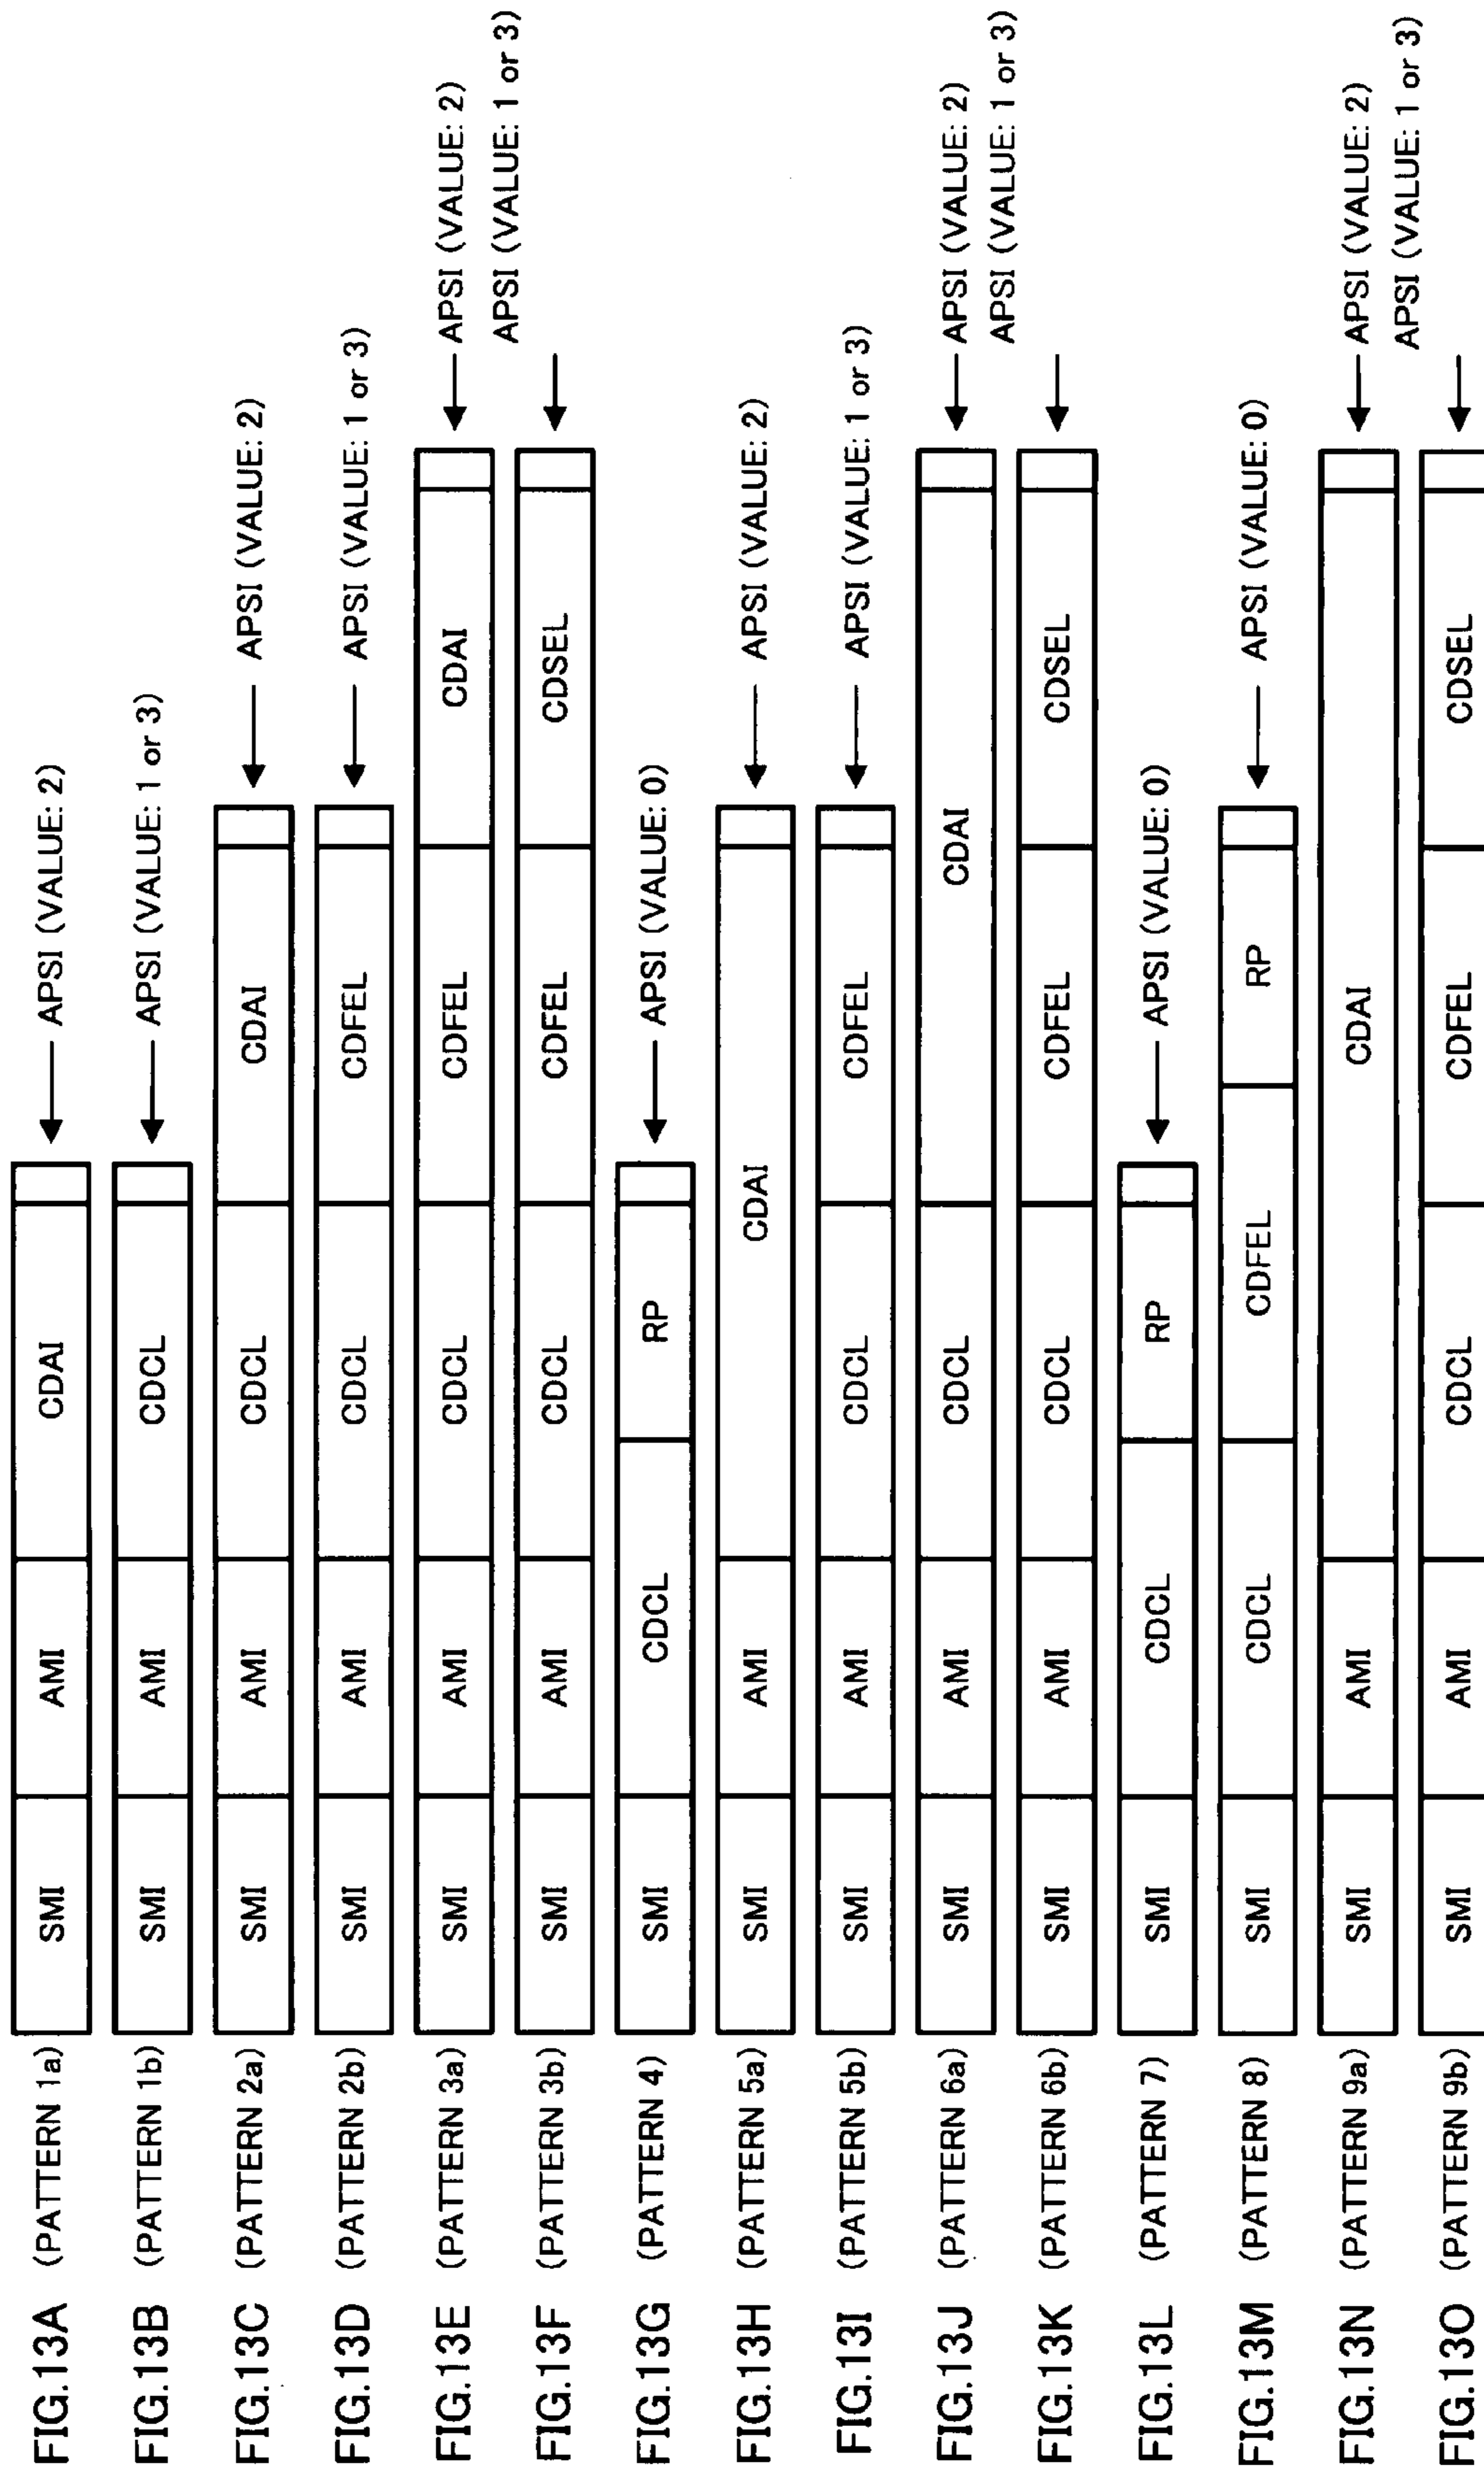 FIG.13A (PATTERN 1a) SMI AMI CDAI APSI (VALUE: 2)
FIG.13B (PATTERN 1b) SMI AMI CDCL APSI (VALUE: 1 or 3)
FIG.13C (PATTERN 2a) SMI AMI CDCL CDAI APSI (VALUE: 2)
FIG.13D (PATTERN 2b) SMI AMI CDCL CDFEL APSI (VALUE: 1 or 3)
FIG.13E (PATTERN 3a) SMI AMI CDCL CDFEL CDAI APSI (VALUE: 2)
FIG.13F (PATTERN 3b) SMI AMI CDCL CDFEL CDSEL APSI (VALUE: 1 or 3)
FIG.13G (PATTERN 4) SMI CDCL RP APSI (VALUE: 0)
FIG.13H (PATTERN 5a) SMI AMI CDAI APSI (VALUE: 2)
FIG.13I (PATTERN 5b) SMI AMI CDCL CDFEL APSI (VALUE: 1 or 3)
FIG.13J (PATTERN 6a) SMI AMI CDCL CDAI APSI (VALUE: 2)
FIG.13K (PATTERN 6b) SMI AMI CDCL CDFEL CDSEL APSI (VALUE: 1 or 3)
FIG.13L (PATTERN 7) SMI CDCL RP APSI (VALUE: 0)
FIG.13M (PATTERN 8) SMI CDCL CDFEL RP APSI (VALUE: 0)
FIG.13N (PATTERN 9a) SMI AMI CDAI APSI (VALUE: 2)
FIG.13O (PATTERN 9b) SMI AMI CDCL CDFEL CDSEL APSI (VALUE: 1 or 3)